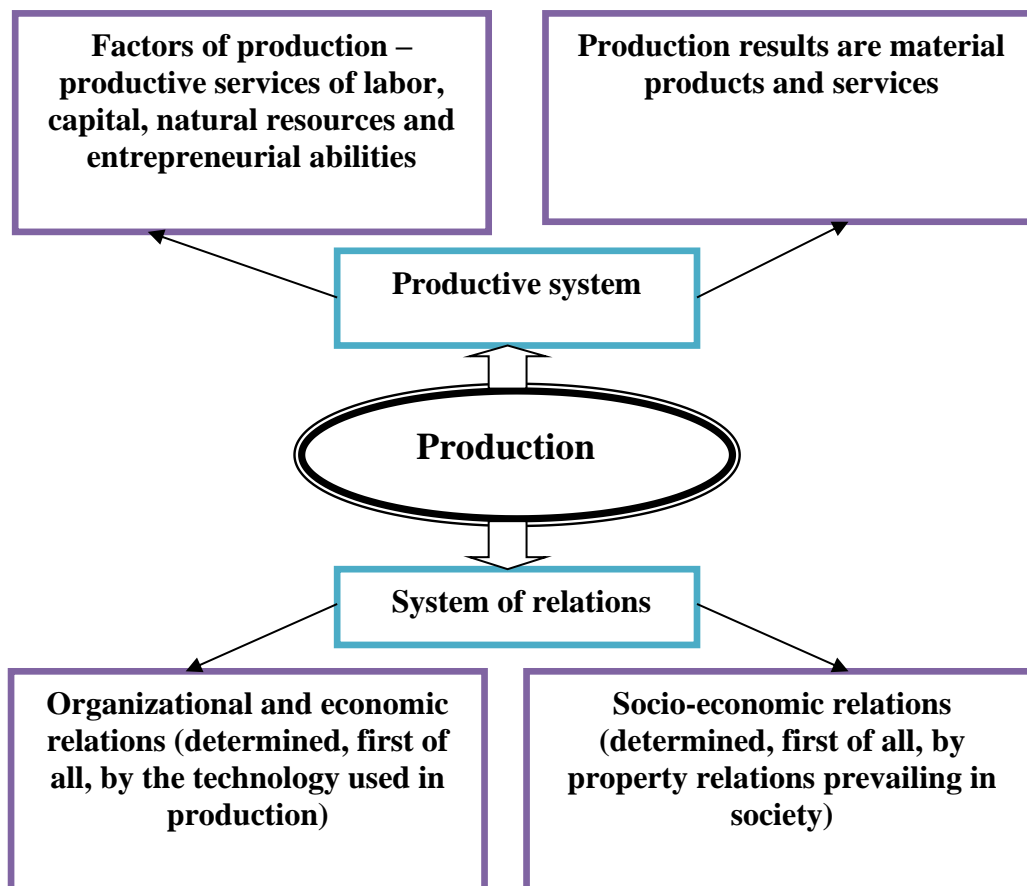 Factors of production –
productive services of labor,
capital, natural resources and
entrepreneurial abilities
Production results are material
products and services
Productive system
Production
System of relations
Organizational and economic
relations (determined, first of
all, by the technology used in
production)
Socio-economic relations
(determined, first of all, by
property relations prevailing in
society)